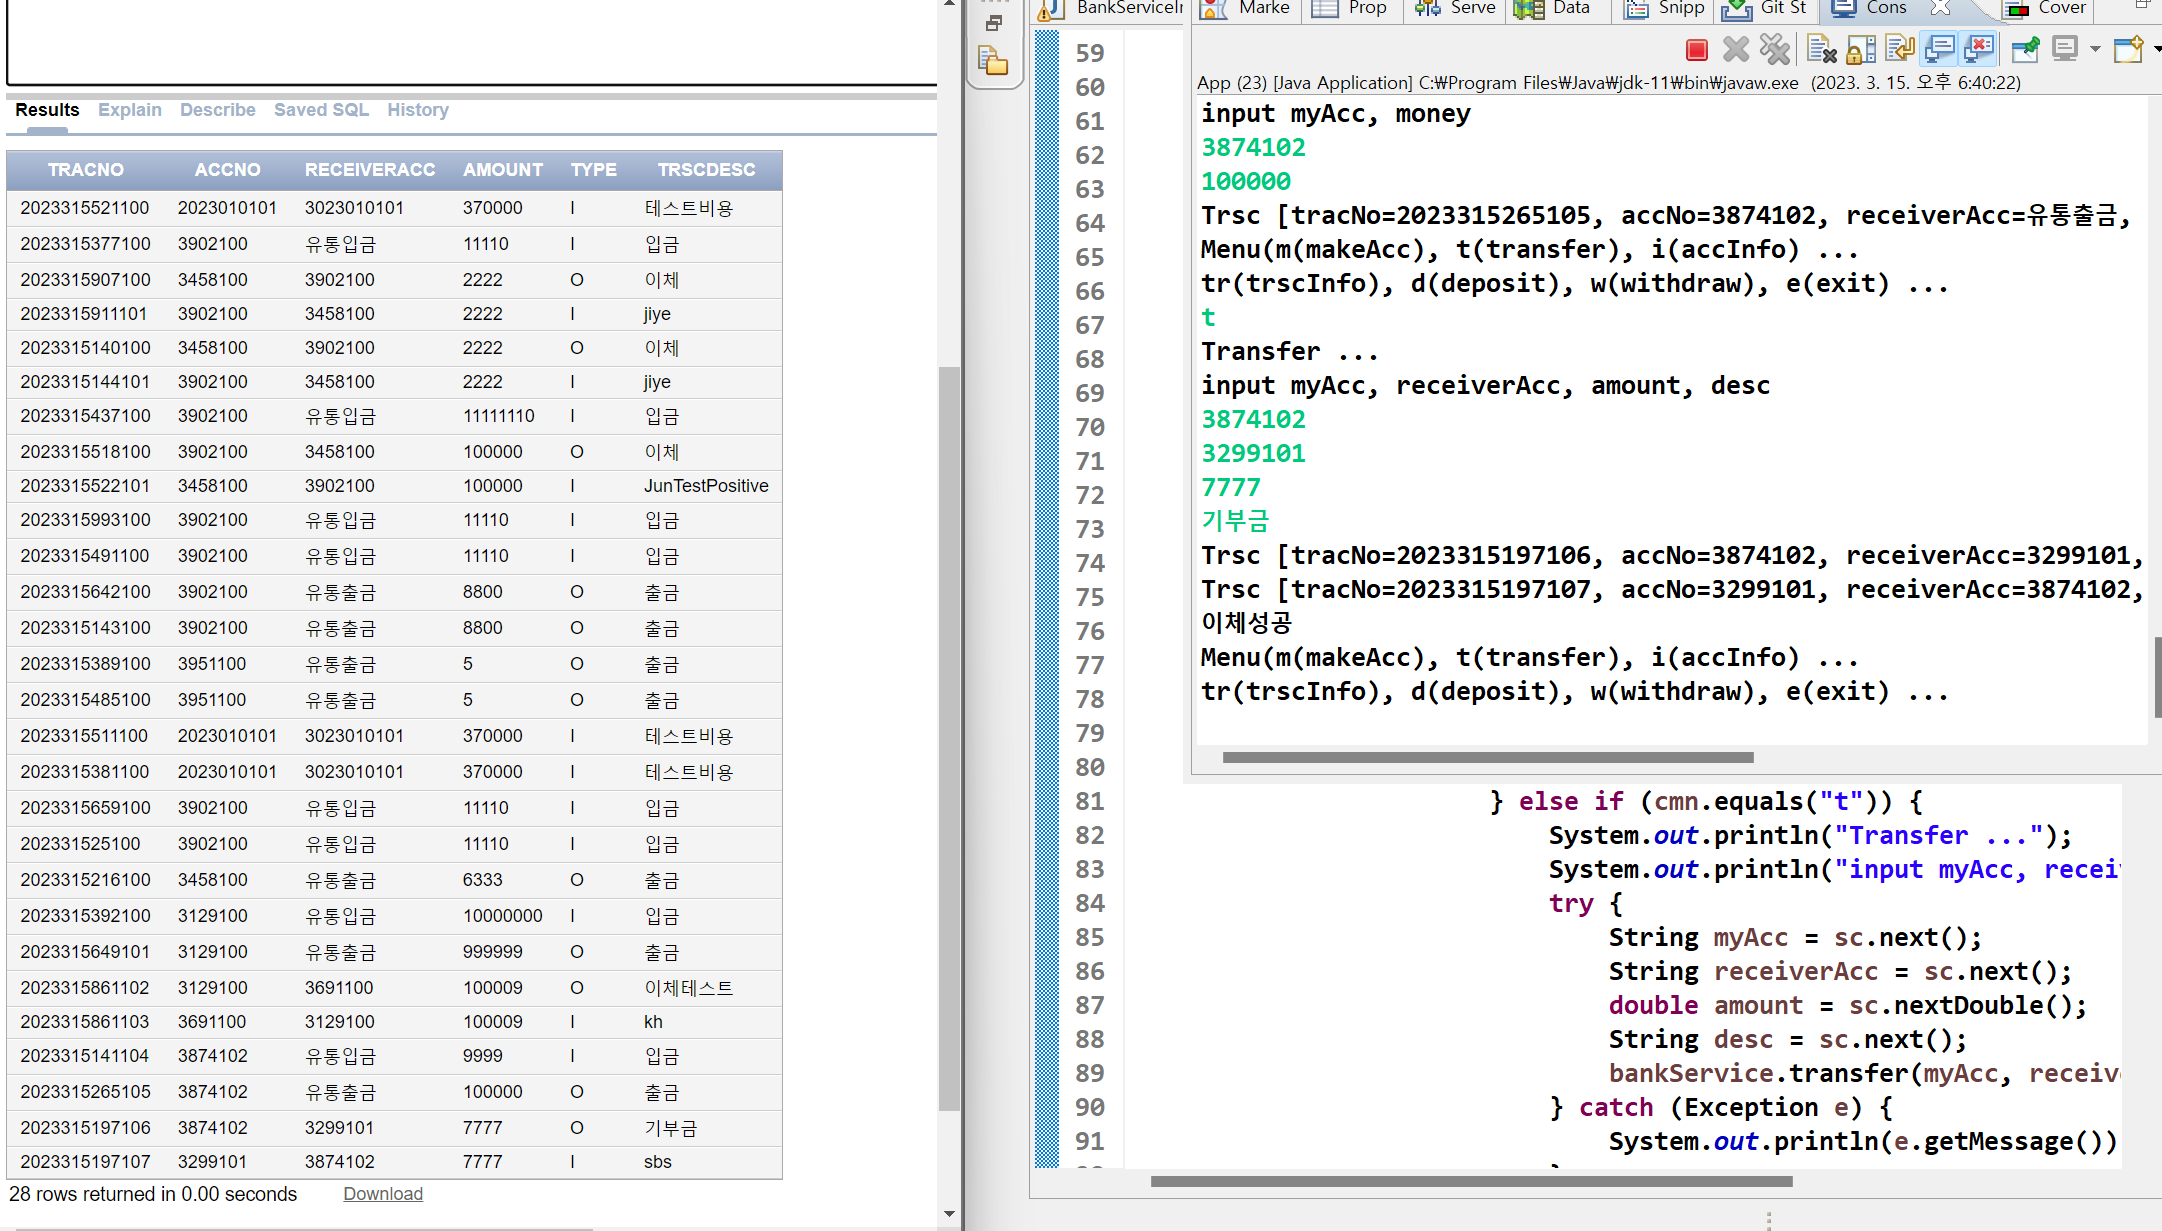 Results Explain Describe Saved SQL History
TRACNO ACCNO RECEIVERACC AMOUNT TYPE TRSCDESC
2023315521100 2023010101 3023010101 370000 I 테스트비용
2023315377100 3902100 유통입금 11110 I 입금
2023315907100 3458100 3902100 2222 O 이체
2023315911101 3902100 3458100 2222 I jiye
2023315140100 3458100 3902100 2222 O 이체
2023315144101 3902100 3458100 2222 I jiye
2023315437100 3902100 유통입금 11111110 I 입금
2023315518100 3902100 3458100 100000 O 이체
2023315522101 3458100 3902100 100000 I JunTestPositive
2023315993100 3902100 유통입금 11110 I 입금
2023315491100 3902100 유통입금 11110 I 입금
2023315642100 3902100 유통출금 8800 O 출금
2023315143100 3902100 유통출금 8800 O 출금
2023315389100 3951100 유통출금 5 O 출금
2023315485100 3951100 유통출금 5 O 출금
2023315511100 2023010101 3023010101 370000 I 테스트비용
2023315381100 2023010101 3023010101 370000 I 테스트비용
2023315659100 3902100 유통입금 11110 I 입금
202331525100 3902100 유통입금 11110 I 입금
2023315216100 3458100 유통출금 6333 O 출금
2023315392100 3129100 유통입금 10000000 I 입금
2023315649101 3129100 유통출금 999999 O 출금
2023315861102 3129100 3691100 100009 O 이체테스트
2023315861103 3691100 3129100 100009 I kh
2023315141104 3874102 유통입금 9999 I 입금
2023315265105 3874102 유통출금 100000 O 출금
2023315197106 3874102 3299101 7777 O 기부금
2023315197107 3299101 3874102 7777 I sbs
28 rows returned in 0.00 seconds Download
BankServiceIr
Marke Prop Serve Data Snipp Git St Cons Cover
App (23) [Java Application] C:₩Program Files₩Java₩jdk-11₩bin₩javaw.exe (2023. 3. 15. 오후 6:40:22)
input myAcc, money
3874102
100000
Trsc [tracNo=2023315265105, accNo=3874102, receiverAcc=유통출금,
Menu(m(makeAcc), t(transfer), i(accInfo) ...
tr(trscInfo), d(deposit), w(withdraw), e(exit) ...
t
Transfer ...
input myAcc, receiverAcc, amount, desc
3874102
3299101
7777
기부금
Trsc [tracNo=2023315197106, accNo=3874102, receiverAcc=3299101,
Trsc [tracNo=2023315197107, accNo=3299101, receiverAcc=3874102,
이체성공
Menu(m(makeAcc), t(transfer), i(accInfo) ...
tr(trscInfo), d(deposit), w(withdraw), e(exit) ...
59
60
61
62
63
64
65
66
67
68
69
70
71
72
73
74
75
76
77
78
79
80
81 } else if (cmn.equals("t")) {
82 System.out.println("Transfer ...");
83 System.out.println("input myAcc, recei
84 try {
85 String myAcc = sc.next();
86 String receiverAcc = sc.next();
87 double amount = sc.nextDouble();
88 String desc = sc.next();
89 bankService.transfer(myAcc, receiv
90 } catch (Exception e) {
91 System.out.println(e.getMessage())